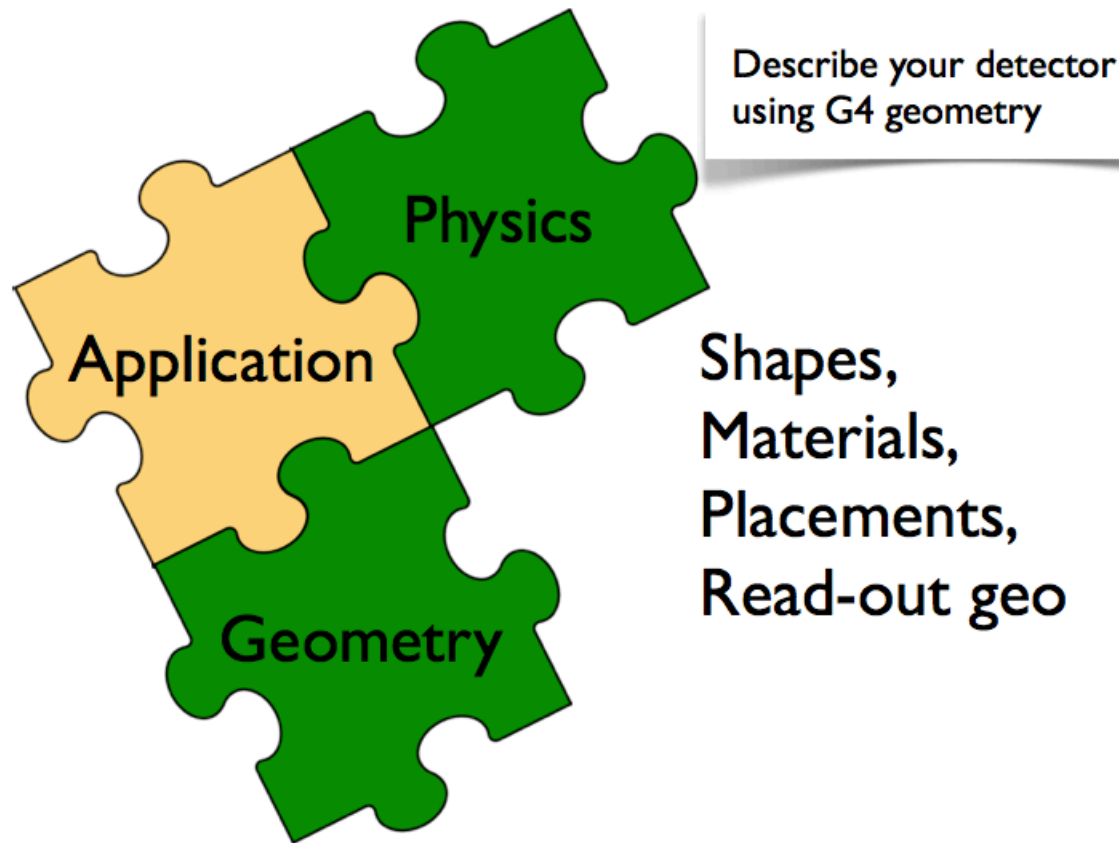 Describe your detector
using G4 geometry
Physics
Application
Shapes,
Materials,
Placements,
Read-out geo
Geometry